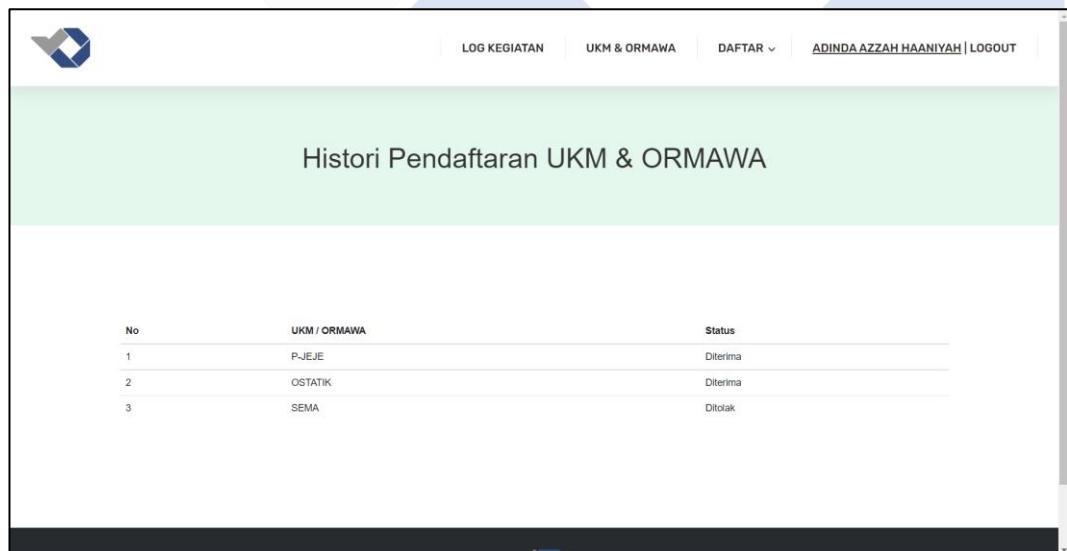 LOG KEGIATAN UKM & ORMAWA DAFTAR ADINDA AZZAH HAANIYAH | LOGOUT
Histori Pendaftaran UKM & ORMAWA
No UKM / ORMAWA Status
1 P-JEJE Diterima
2 OSTATIK Diterima
3 SEMA Ditolak